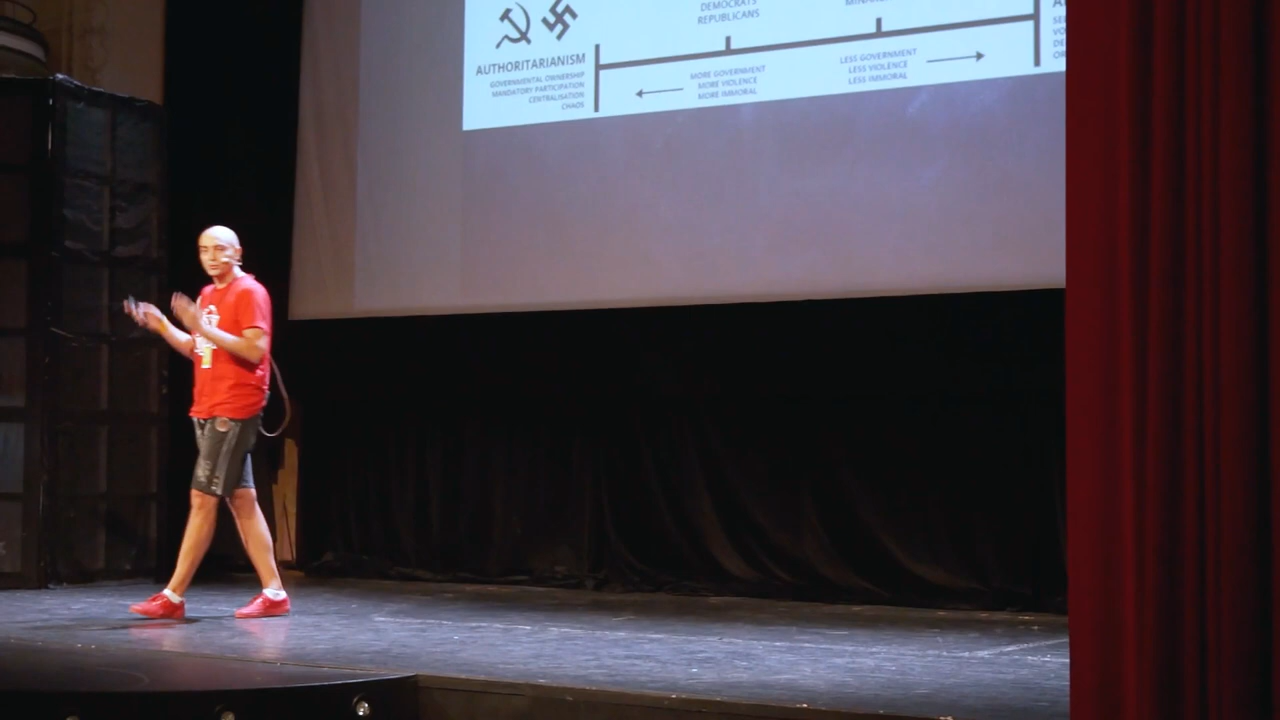 DEMOCRATS
REPUBLICANS
AUTHORITARIANISM
GOVERNMENTAL OWNERSHIP
MANDATORY PARTICIPATION
CENTRALISATION
CHAOS
MORE GOVERNMENT
MORE VIOLENCE
MORE IMMORAL
LESS GOVERNMENT
LESS VIOLENCE
LESS IMMORAL